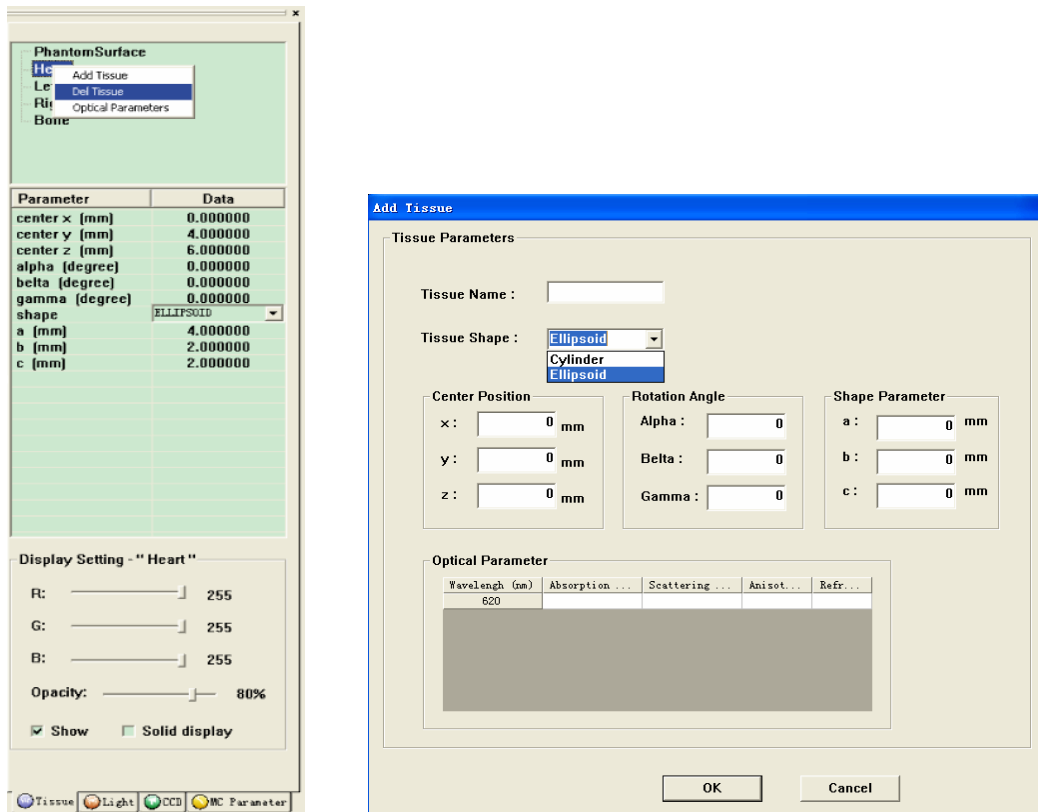 PhantomSurface
Add Tissue
Del Tissue
Optical Parameters
Bone
Parameter Data
center x (mm) 0.000000
center y (mm) 4.000000
center z (mm) 6.000000
alpha (degree) 0.000000
belta (degree) 0.000000
gamma (degree) 0.000000
shape ELLIPSOID
a (mm) 4.000000
b (mm) 2.000000
c (mm) 2.000000
Display Setting - " Heart "
R: 255
G: 255
B: 255
Opacity: 80%
Show Solid display
Tissue Light CCD MC Parameter
Add Tissue
Tissue Parameters
Tissue Name :
Tissue Shape : Ellipsoid
Cylinder
Ellipsoid
Center Position Rotation Angle Shape Parameter
x : 0 mm Alpha : 0 a : 0 mm
y : 0 mm Belta : 0 b : 0 mm
z : 0 mm Gamma : 0 c : 0 mm
Optical Parameter
Wavelengh (nm) Absorption ... Scattering ... Anisot... Refr...
620
OK Cancel